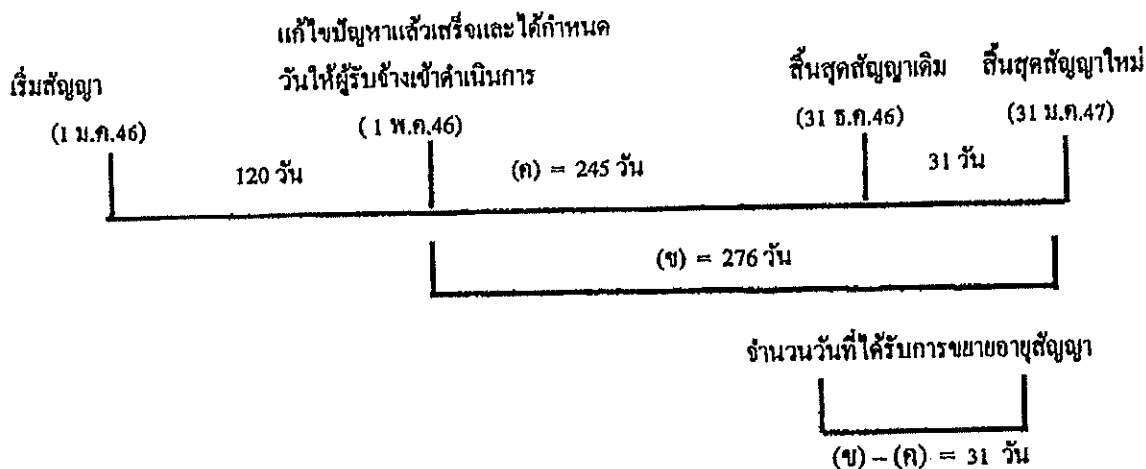 แก้ไขปัญหาแล้วเสร็จและได้กำหนด
เริ่มสัญญา วันให้ผู้รับจ้างเข้าดำเนินการ สิ้นสุดสัญญาเดิม สิ้นสุดสัญญาใหม่
(1 ม.ค.46) ( 1 พ.ค.46) (31 ธ.ค.46) (31 ม.ค.47)
120 วัน (ค) = 245 วัน 31 วัน
(ข) = 276 วัน
จำนวนวันที่ได้รับการขยายอายุสัญญา
(ข) – (ค) = 31 วัน